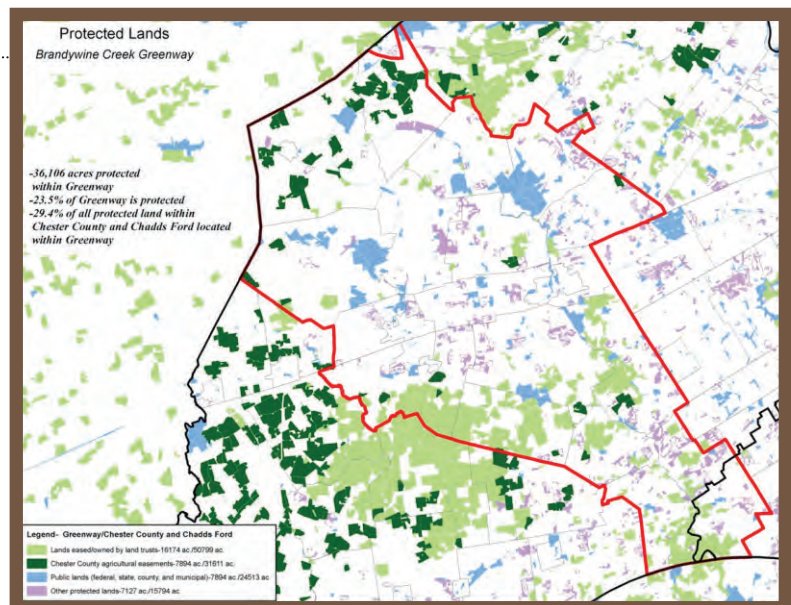 Protected Lands
Brandywine Creek Greenway
...
-36,106 acres protected
within Greenway
-23.5% of Greenway is protected
-29.4% of all protected land within
Chester County and Chadds Ford located
within Greenway
Legend- Greenway/Chester County and Chadds Ford
Lands eased/owned by land trusts-16174 ac./50799 ac.
Chester County agricultural easements-7894 ac./31611 ac.
Public lands (federal, state, county, and municipal)-7894 ac./24513 ac.
Other protected lands-7127 ac./15794 ac.